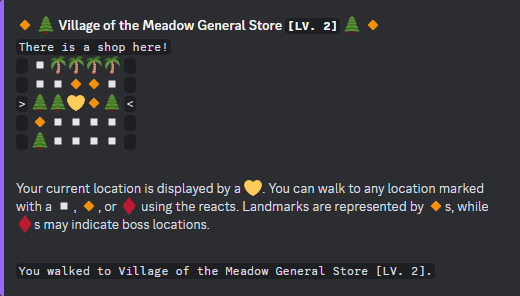 Village of the Meadow General Store [LV. 2]
There is a shop here!
> <
Your current location is displayed by a 💛. You can walk to any location marked
with a ▫️, 🔸, or ♦️ using the reacts. Landmarks are represented by 🔸s, while
♦️s may indicate boss locations.
You walked to Village of the Meadow General Store [LV. 2].